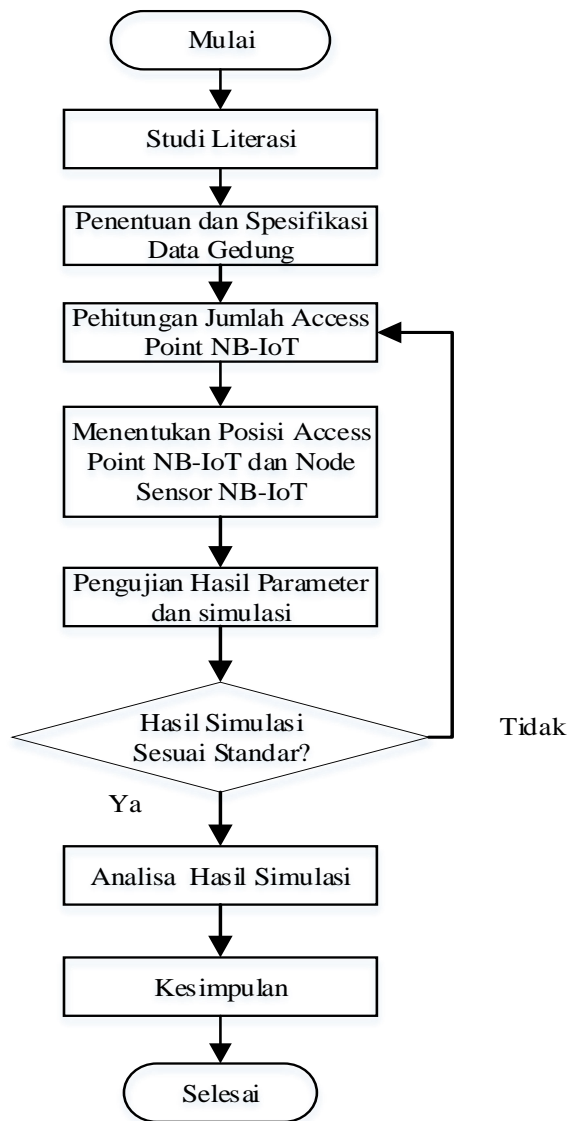 Mulai
Studi Literasi
Penentuan dan Spesifikasi
Data Gedung
Pehitungan Jumlah Access
Point NB-IoT
Menentukan Posisi Access
Point NB-IoT dan Node
Sensor NB-IoT
Pengujian Hasil Parameter
dan simulasi
Hasil Simulasi
Sesuai Standar?
Tidak
Ya
Analisa Hasil Simulasi
Kesimpulan
Selesai